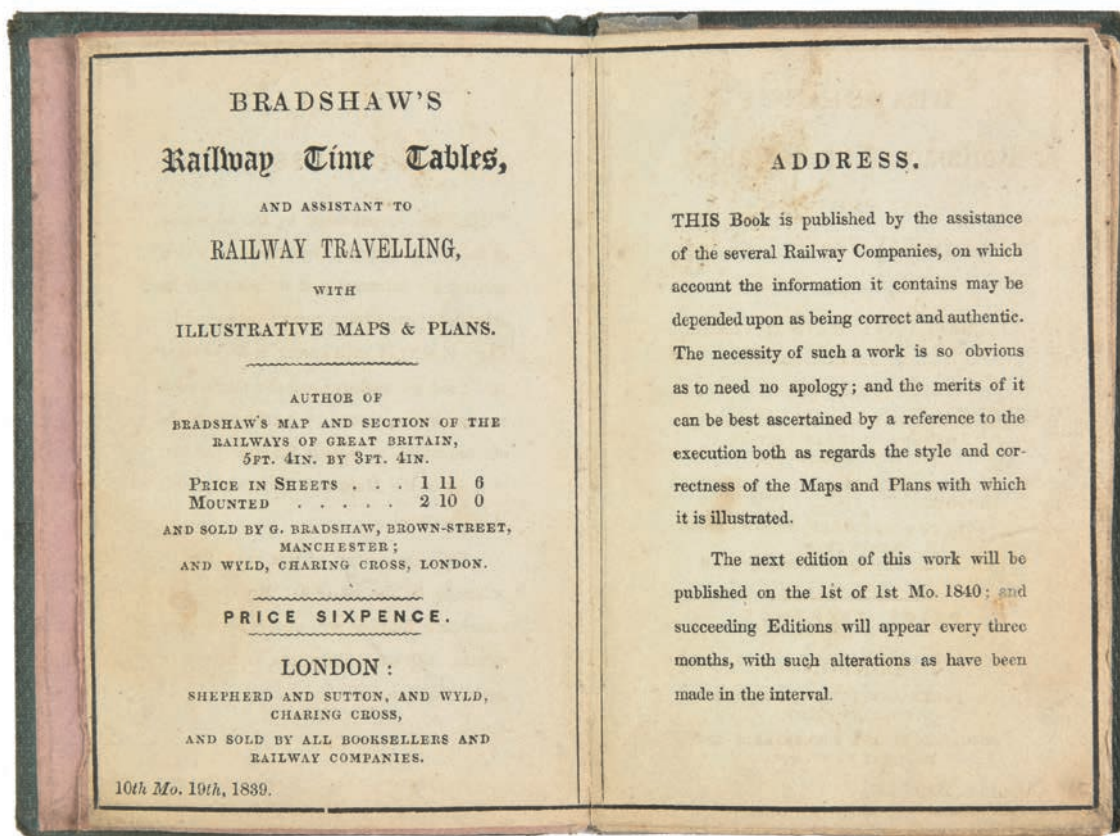 BRADSHAW'S
Railway Time Tables,
AND ASSISTANT TO
RAILWAY TRAVELLING,
WITH
ILLUSTRATIVE MAPS & PLANS.
AUTHOR OF
BRADSHAW'S MAP AND SECTION OF THE
RAILWAYS OF GREAT BRITAIN,
5FT. 4IN. BY 3FT. 4IN.
PRICE IN SHEETS . . . 1 11 6
MOUNTED . . . . . 2 10 0
AND SOLD BY G. BRADSHAW, BROWN-STREET,
MANCHESTER;
AND WYLD, CHARING CROSS, LONDON.
PRICE SIXPENCE.
LONDON:
SHEPHERD AND SUTTON, AND WYLD,
CHARING CROSS,
AND SOLD BY ALL BOOKSELLERS AND
RAILWAY COMPANIES.
10th Mo. 19th, 1839.
ADDRESS.
THIS Book is published by the assistance
of the several Railway Companies, on which
account the information it contains may be
depended upon as being correct and authentic.
The necessity of such a work is so obvious
as to need no apology; and the merits of it
can be best ascertained by a reference to the
execution both as regards the style and cor-
rectness of the Maps and Plans with which
it is illustrated.
The next edition of this work will be
published on the 1st of 1st Mo. 1840; and
succeeding Editions will appear every three
months, with such alterations as have been
made in the interval.